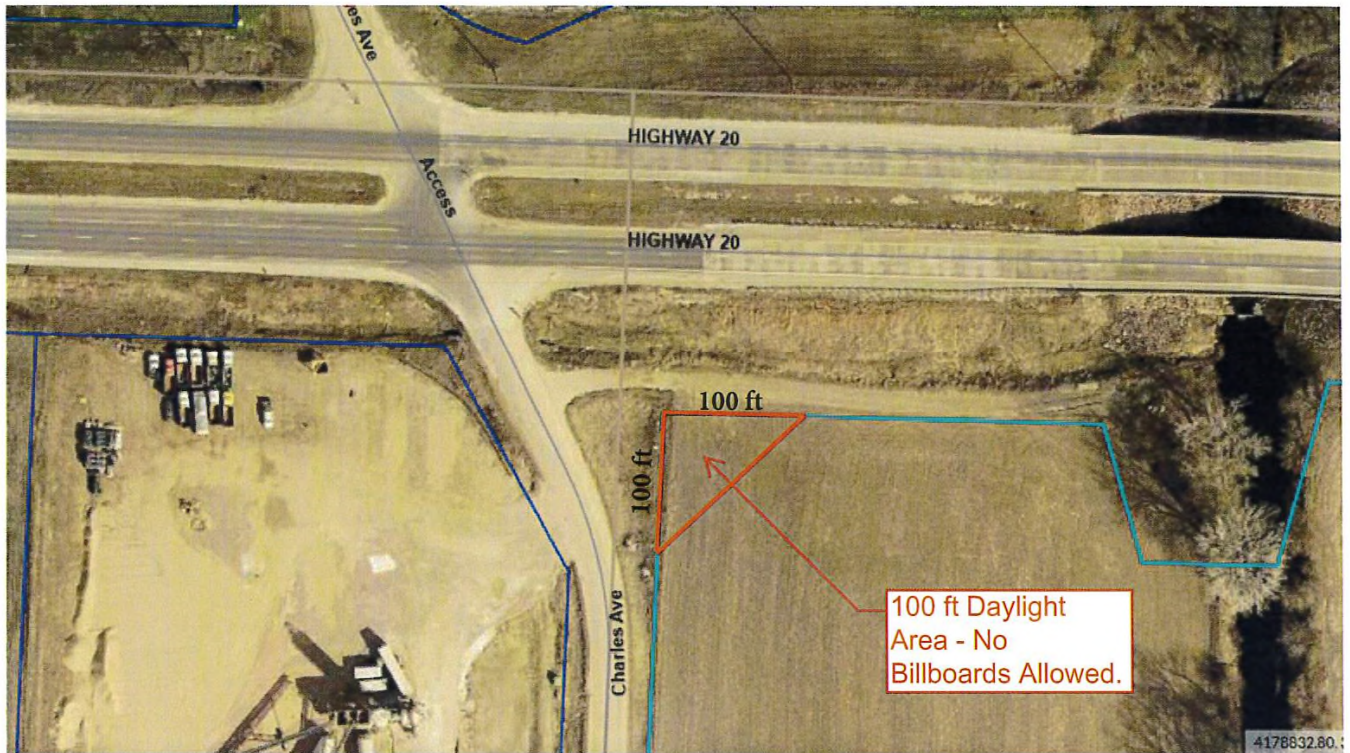 es Ave
HIGHWAY 20
Access
HIGHWAY 20
100 ft
100 ft
Charles Ave
100 ft Daylight
Area - No
Billboards Allowed.
4178832.80